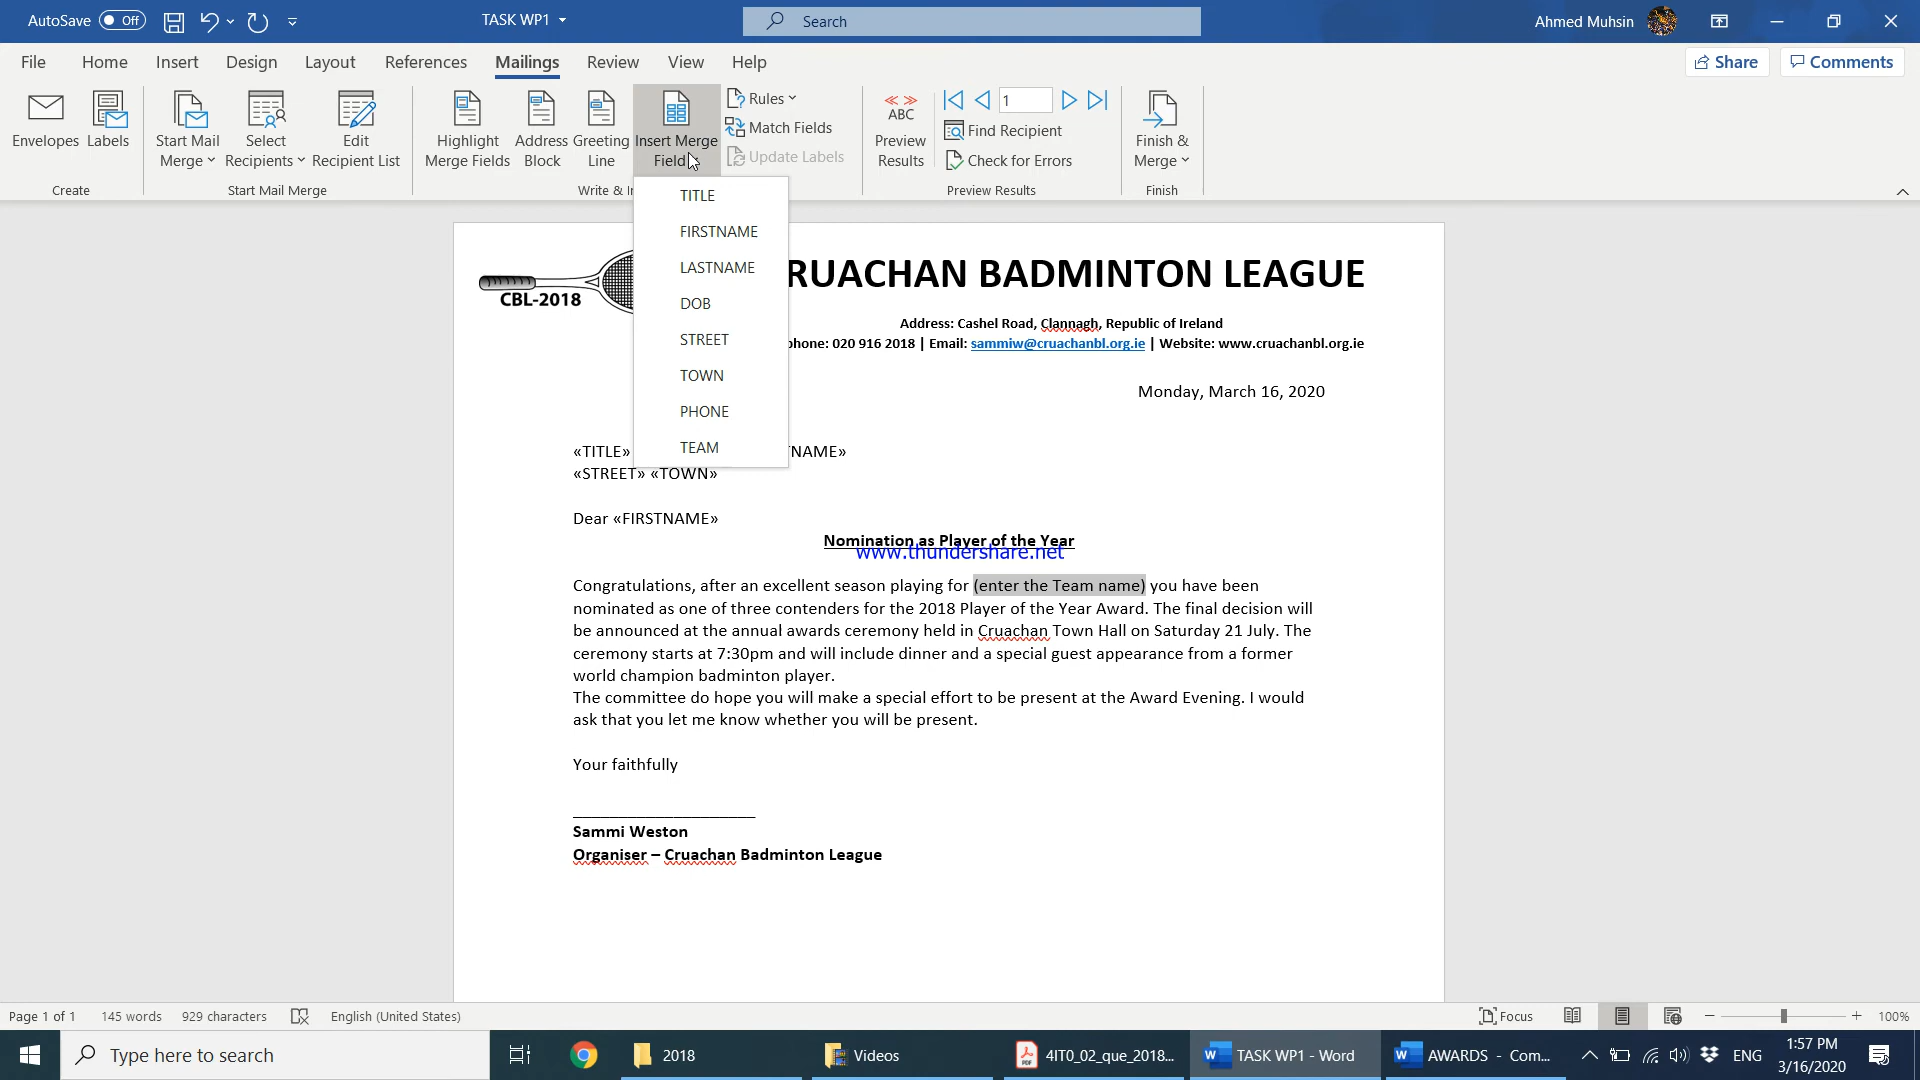 AutoSave Off
TASK WP1
Search
Ahmed Muhsin
File Home Insert Design Layout References Mailings Review View Help
Share Comments
Envelopes
Labels
Start Mail
Merge
Select
Recipients
Edit
Recipient List
Highlight
Merge Fields
Address
Block
Greeting
Line
Insert Merge
Field
Rules
Match Fields
Update Labels
ABC
Preview
Results
1
Find Recipient
Check for Errors
Finish &
Merge
Create
Start Mail Merge
Write & I
Preview Results
Finish
TITLE
FIRSTNAME
LASTNAME
DOB
STREET
TOWN
PHONE
TEAM
CBL-2018
RUACHAN BADMINTON LEAGUE
Address: Cashel Road, Clannagh, Republic of Ireland
phone: 020 916 2018 | Email: sammiw@cruachanbl.org.ie | Website: www.cruachanbl.org.ie
Monday, March 16, 2020
«TITLE» TNAME»
«STREET» «TOWN»
Dear «FIRSTNAME»
Nomination as Player of the Year
www.thundershare.net
Congratulations, after an excellent season playing for (enter the Team name) you have been
nominated as one of three contenders for the 2018 Player of the Year Award. The final decision will
be announced at the annual awards ceremony held in Cruachan Town Hall on Saturday 21 July. The
ceremony starts at 7:30pm and will include dinner and a special guest appearance from a former
world champion badminton player.
The committee do hope you will make a special effort to be present at the Award Evening. I would
ask that you let me know whether you will be present.
Your faithfully
Sammi Weston
Organiser – Cruachan Badminton League
Page 1 of 1 145 words 929 characters English (United States)
Focus
100%
Type here to search
2018
Videos
4IT0_02_que_2018...
TASK WP1 - Word
AWARDS - Com...
ENG
1:57 PM
3/16/2020